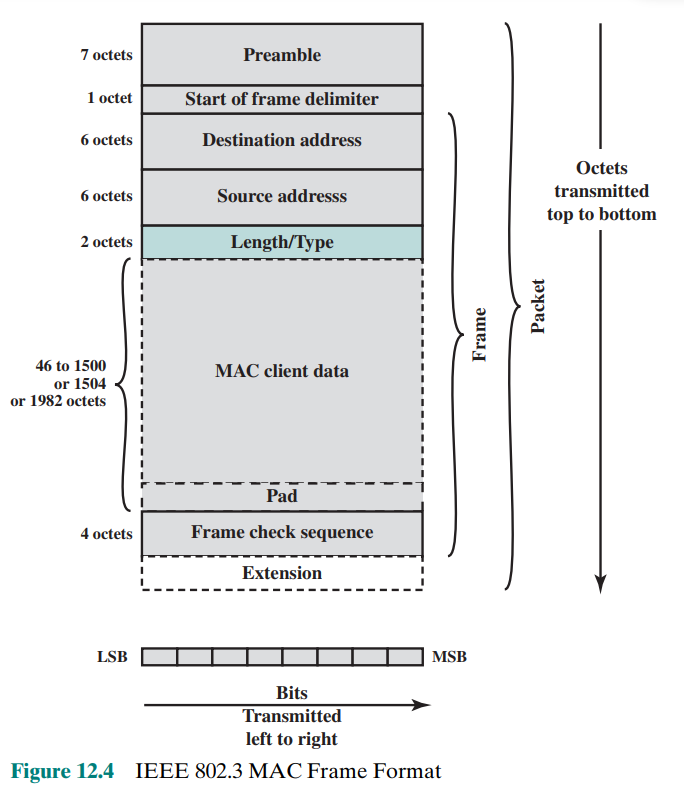 7 octets
Preamble
1 octet
Start of frame delimiter
6 octets
Destination address
6 octets
Source addresss
2 octets
Length/Type
46 to 1500
or 1504
or 1982 octets
MAC client data
Pad
4 octets
Frame check sequence
Extension
Frame
Packet
Octets
transmitted
top to bottom
LSB
MSB
Bits
Transmitted
left to right
Figure 12.4 IEEE 802.3 MAC Frame Format